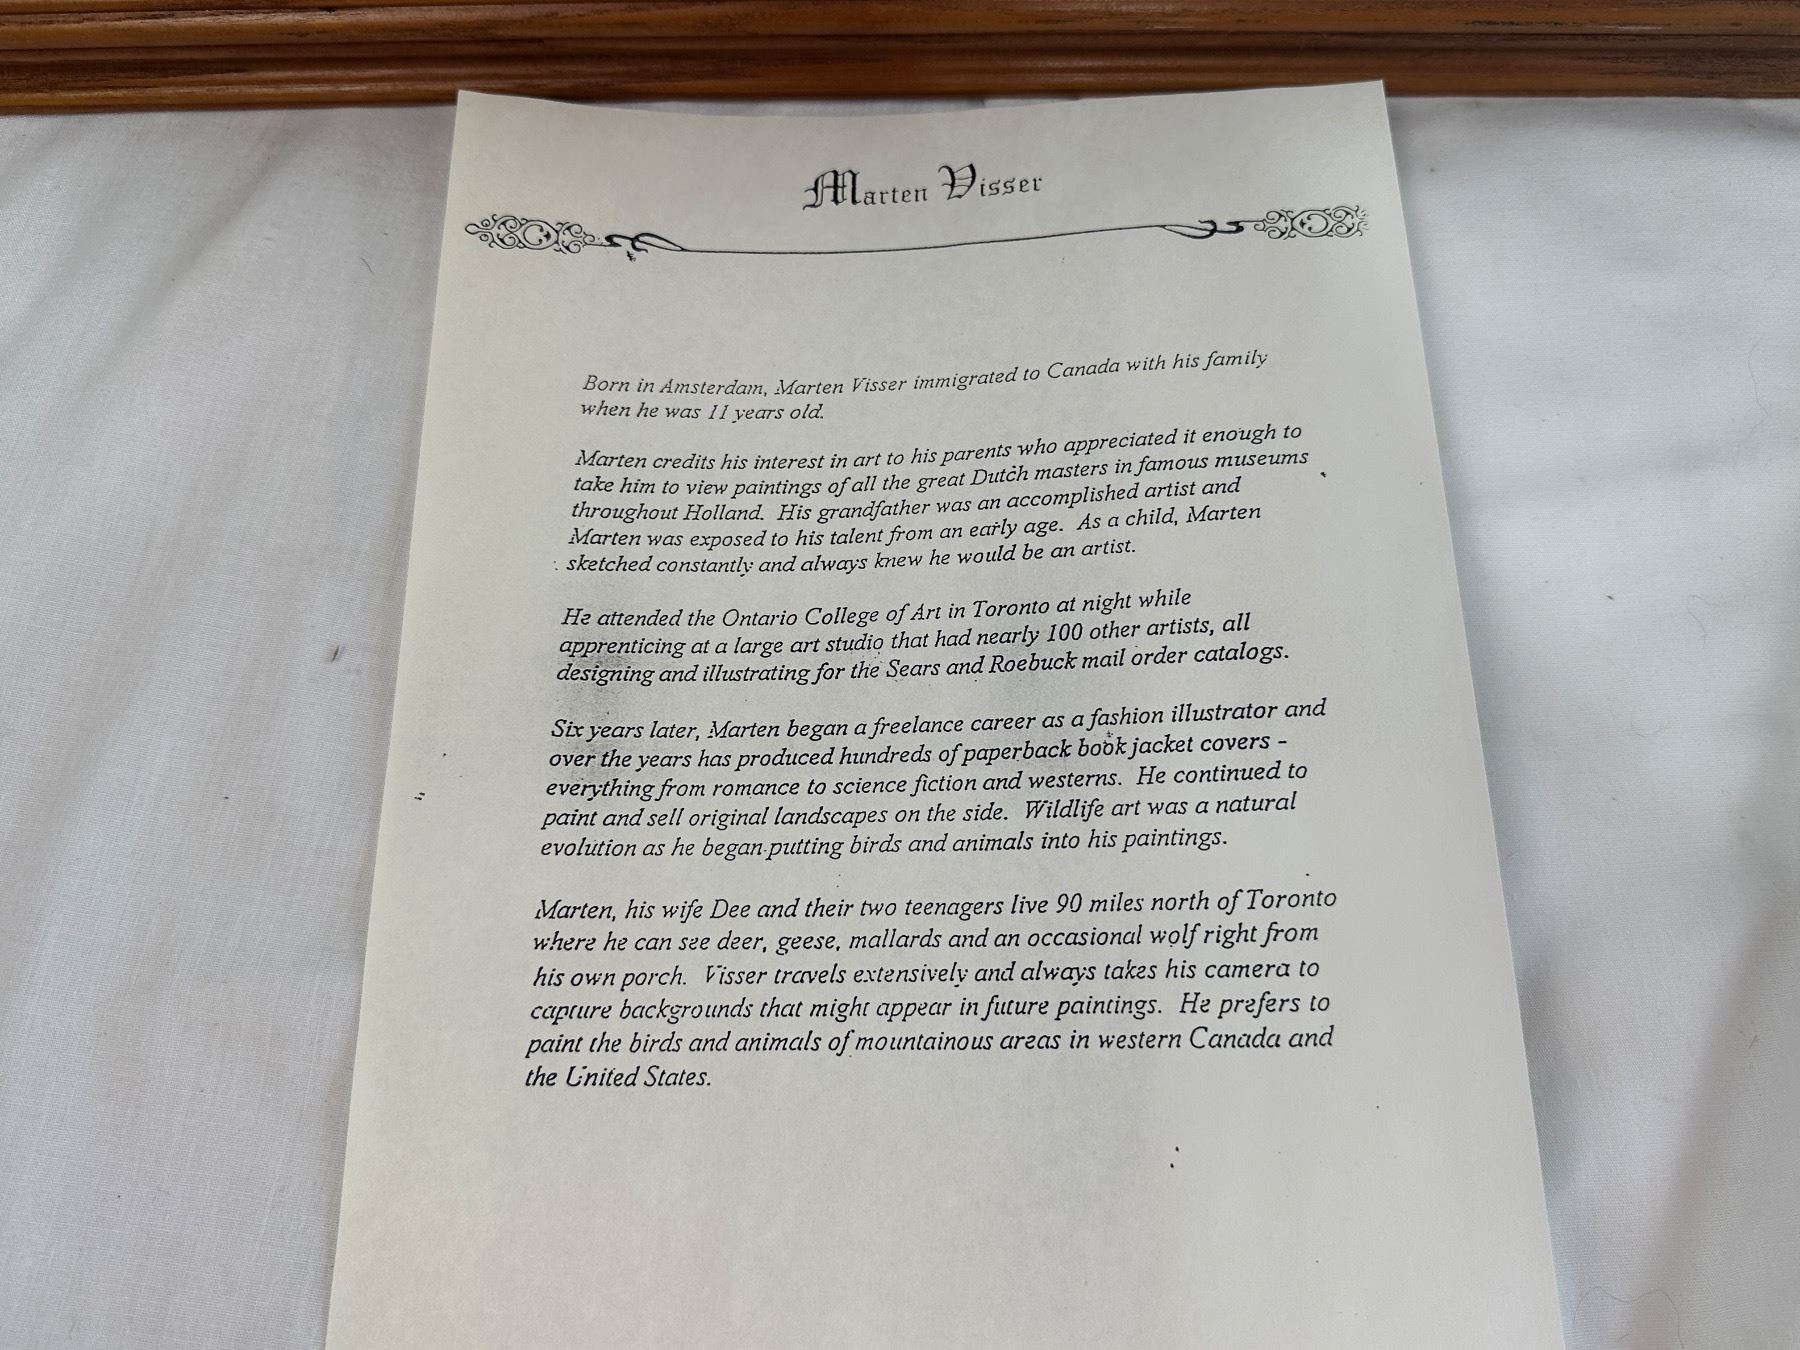 Marten Visser
Born in Amsterdam, Marten Visser immigrated to Canada with his family
when he was 11 years old.
Marten credits his interest in art to his parents who appreciated it enough to
take him to view paintings of all the great Dutch masters in famous museums
throughout Holland. His grandfather was an accomplished artist and
Marten was exposed to his talent from an early age. As a child, Marten
sketched constantly and always knew he would be an artist.
He attended the Ontario College of Art in Toronto at night while
apprenticing at a large art studio that had nearly 100 other artists, all
designing and illustrating for the Sears and Roebuck mail order catalogs.
Six years later, Marten began a freelance career as a fashion illustrator and
over the years has produced hundreds of paperback book jacket covers -
everything from romance to science fiction and westerns. He continued to
paint and sell original landscapes on the side. Wildlife art was a natural
evolution as he began putting birds and animals into his paintings.
Marten, his wife Dee and their two teenagers live 90 miles north of Toronto
where he can see deer, geese, mallards and an occasional wolf right from
his own porch. Visser travels extensively and always takes his camera to
capture backgrounds that might appear in future paintings. He prefers to
paint the birds and animals of mountainous areas in western Canada and
the United States.